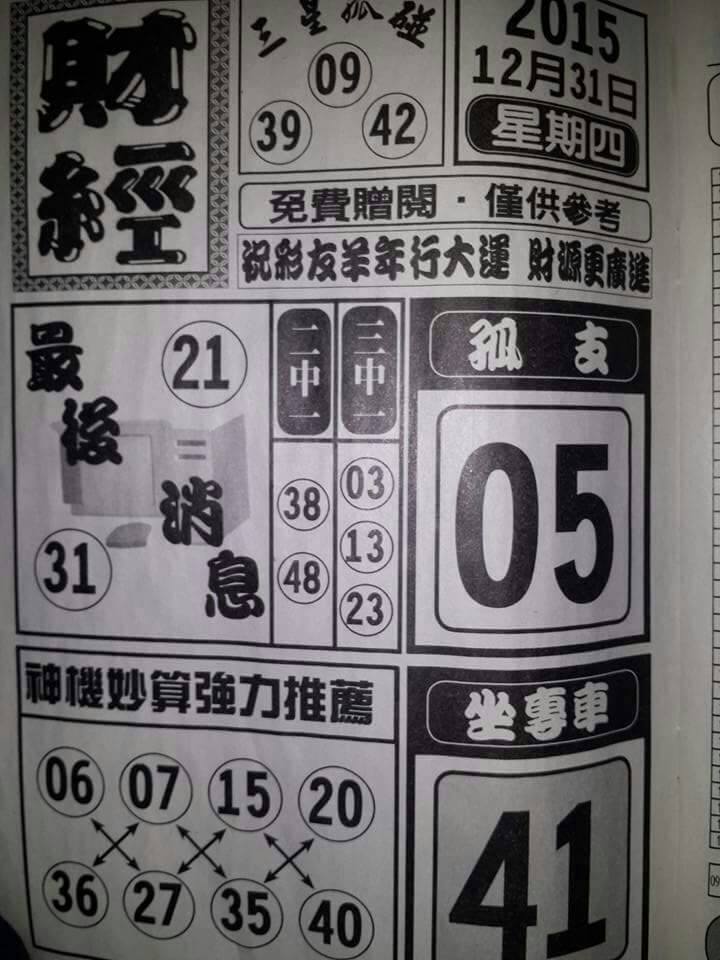 財經
三星孤碰
09
39 42
2015
12月31日
星期四
免費贈閱·僅供參考
祝彩友羊年行大運 財源更廣進
最後消息
21
31
二中一
38
48
三中一
03
13
23
孤支
05
神機妙算強力推薦
06 07 15 20
36 27 35 40
坐專車
41
09